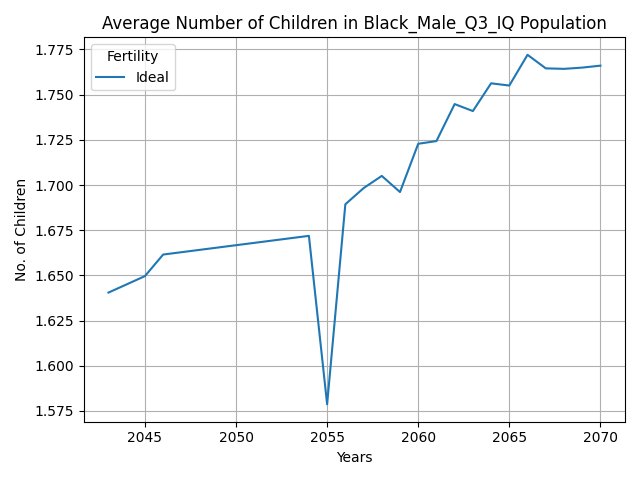 Average Number of Children in Black_Male_Q3_IQ Population
Fertility
Ideal
1.775
1.750
1.725
1.700
1.675
1.650
1.625
1.600
1.575
No. of Children
2045 2050 2055 2060 2065 2070
Years